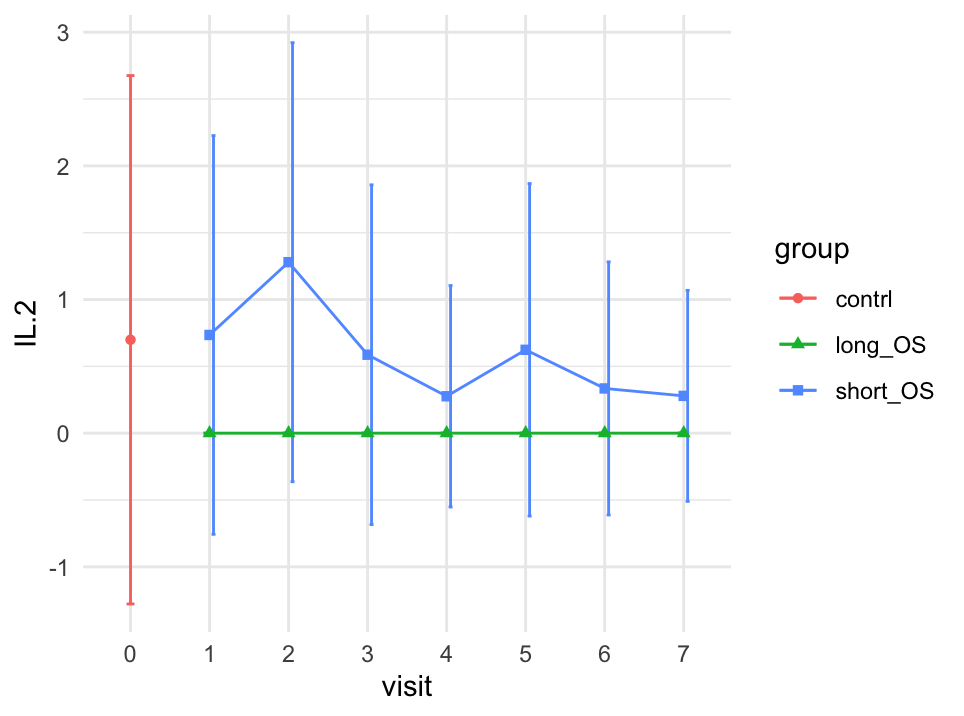 3
2
1
0
-1
IL.2
0 1 2 3 4 5 6 7
visit
group
contrl
long_OS
short_OS